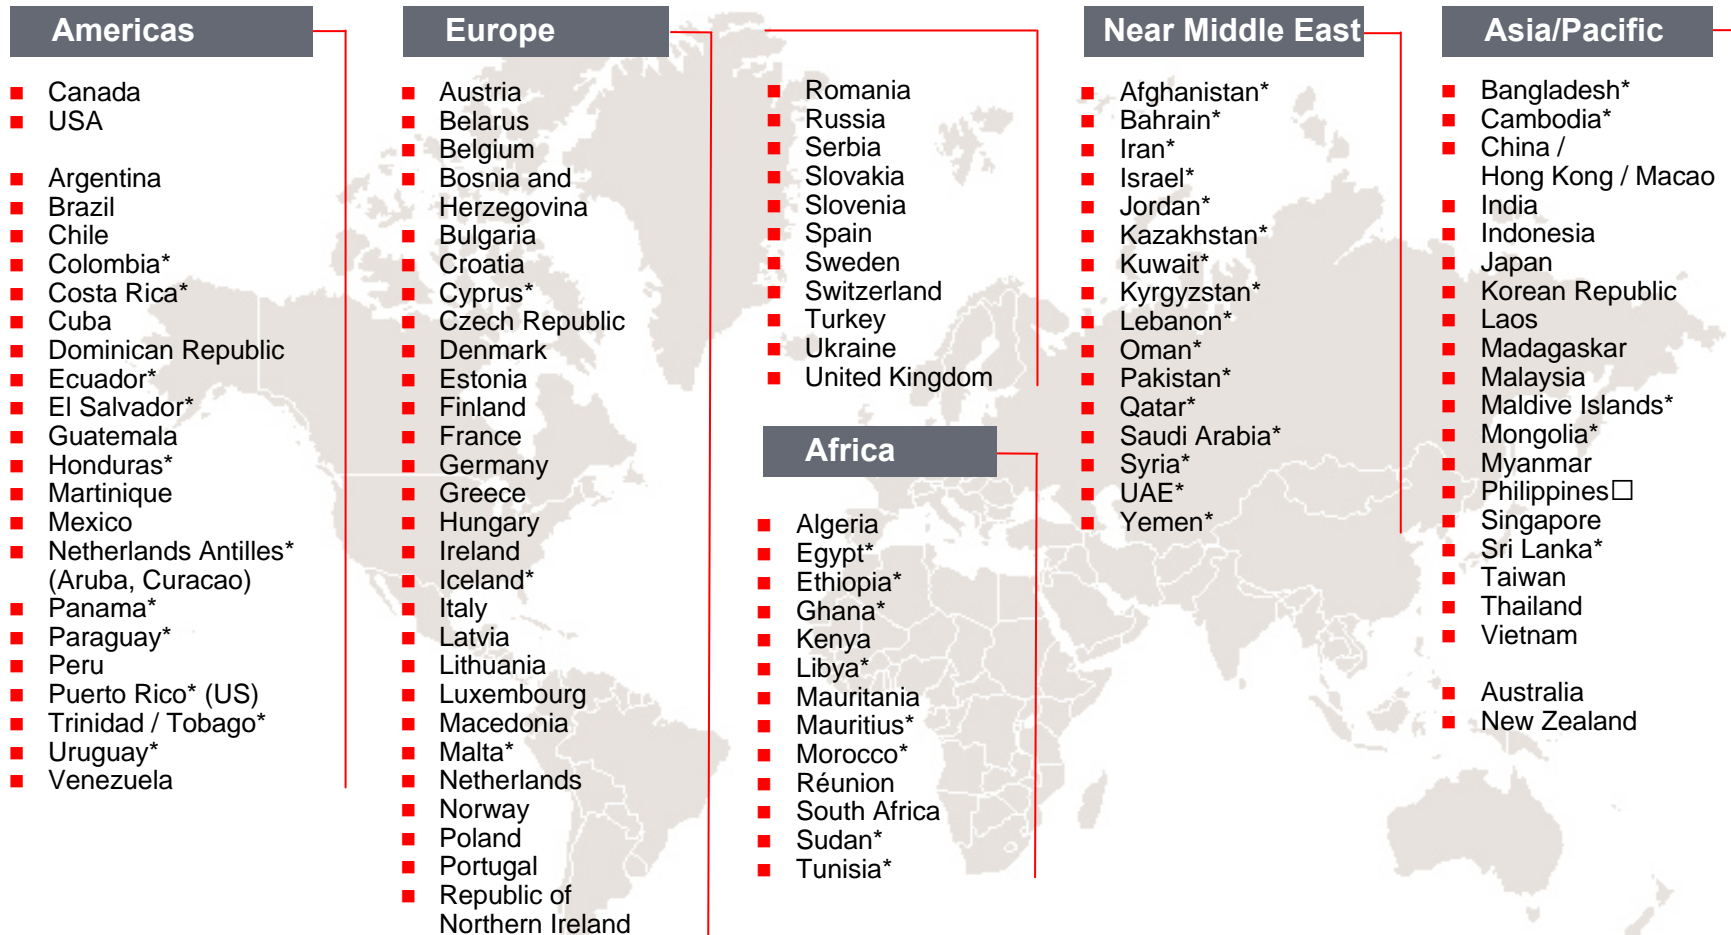 Americas
Canada
USA
Argentina
Brazil
Chile
Colombia*
Costa Rica*
Cuba
Dominican Republic
Ecuador*
El Salvador*
Guatemala
Honduras*
Martinique
Mexico
Netherlands Antilles*
(Aruba, Curacao)
Panama*
Paraguay*
Peru
Puerto Rico* (US)
Trinidad / Tobago*
Uruguay*
Venezuela
Europe
Austria
Belarus
Belgium
Bosnia and
Herzegovina
Bulgaria
Croatia
Cyprus*
Czech Republic
Denmark
Estonia
Finland
France
Germany
Greece
Hungary
Ireland
Iceland*
Italy
Latvia
Lithuania
Luxembourg
Macedonia
Malta*
Netherlands
Norway
Poland
Portugal
Republic of
Northern Ireland
Romania
Russia
Serbia
Slovakia
Slovenia
Spain
Sweden
Switzerland
Turkey
Ukraine
United Kingdom
Africa
Algeria
Egypt*
Ethiopia*
Ghana*
Kenya
Libya*
Mauritania
Mauritius*
Morocco*
Réunion
South Africa
Sudan*
Tunisia*
Near Middle East
Afghanistan*
Bahrain*
Iran*
Israel*
Jordan*
Kazakhstan*
Kuwait*
Kyrgyzstan*
Lebanon*
Oman*
Pakistan*
Qatar*
Saudi Arabia*
Syria*
UAE*
Yemen*
Asia/Pacific
Bangladesh*
Cambodia*
China /
Hong Kong / Macao
India
Indonesia
Japan
Korean Republic
Laos
Madagaskar
Malaysia
Maldive Islands*
Mongolia*
Myanmar
Philippines□
Singapore
Sri Lanka*
Taiwan
Thailand
Vietnam
Australia
New Zealand